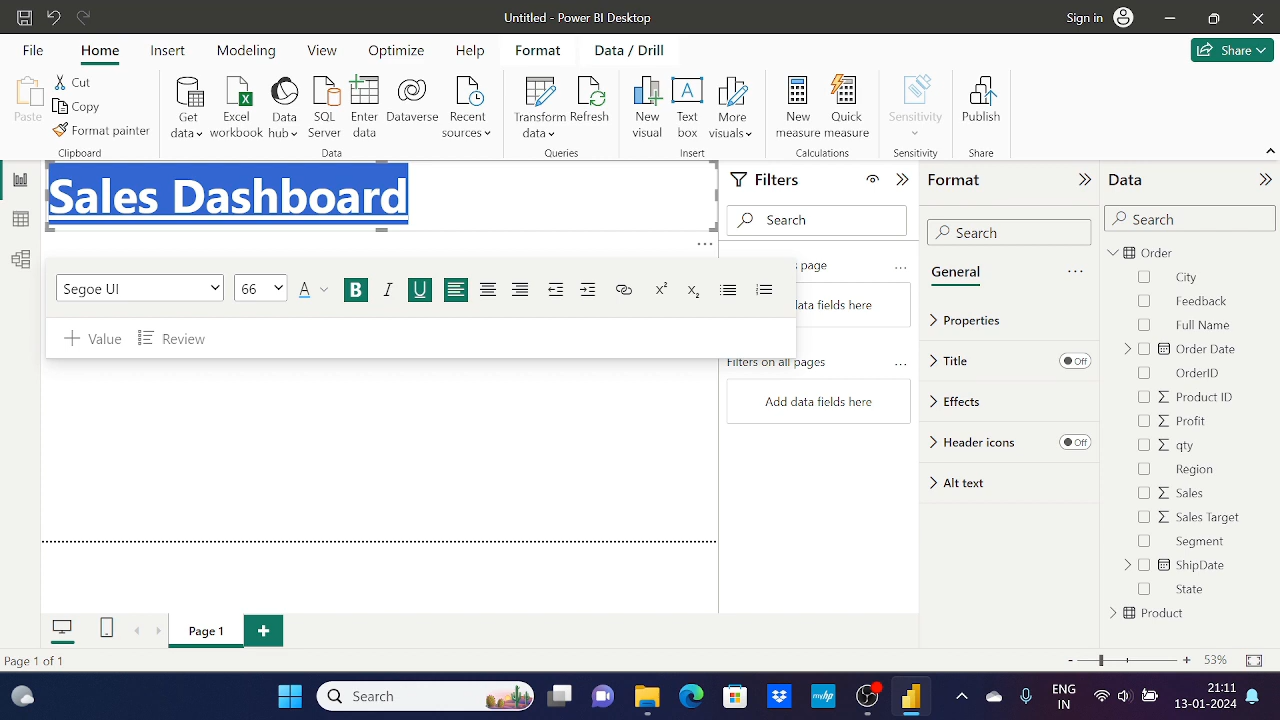 Untitled - Power BI Desktop
Sign in
File Home Insert Modeling View Optimize Help Format Data / Drill
Share
Paste
Cut
Copy
Format painter
Get data
Excel workbook
Data hub
SQL Server
Enter data
Dataverse
Recent sources
Transform data
Refresh
New visual
Text box
More visuals
New measure
Quick measure
Sensitivity
Publish
Clipboard Data Queries Insert Calculations Sensitivity Share
Sales Dashboard
Segoe UI 66
Value Review
Filters
Search
page
data fields here
Filters on all pages
Add data fields here
Format
Search
General
Properties
Title Off
Effects
Header icons Off
Alt text
Data
Search
Order
City
Feedback
Full Name
Order Date
OrderID
Product ID
Profit
qty
Region
Sales
Sales Target
Segment
ShipDate
State
Product
Page 1
Page 1 of 1
53%
Search
ENG
IN
21:11
13-01-2024